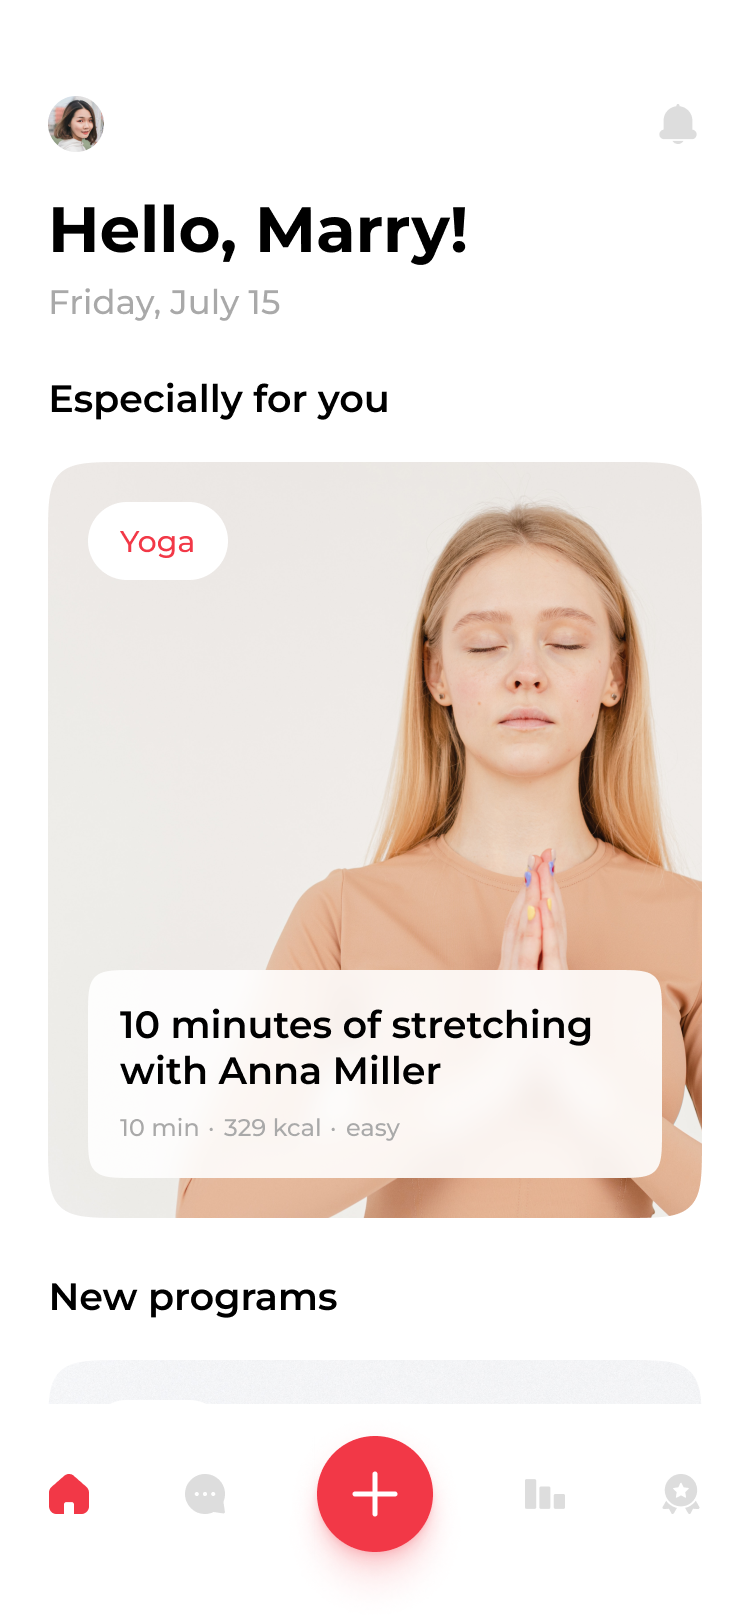 Hello, Marry!
Friday, July 15
Especially for you
Yoga
10 minutes of stretching
with Anna Miller
10 min · 329 kcal · easy
New programs